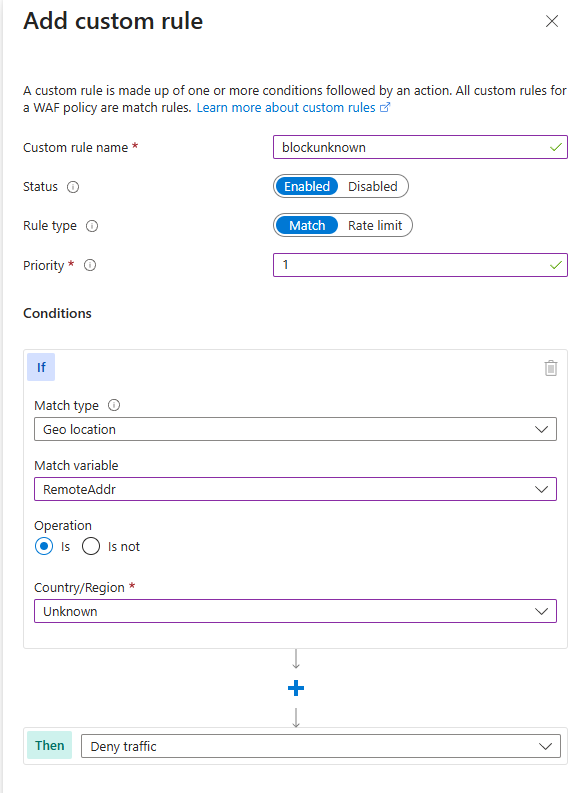 Add custom rule
A custom rule is made up of one or more conditions followed by an action. All custom rules for
a WAF policy are match rules. Learn more about custom rules
Custom rule name *
blockunknown
Status
Enabled Disabled
Rule type
Match Rate limit
Priority *
1
Conditions
If
Match type
Geo location
Match variable
RemoteAddr
Operation
Is Is not
Country/Region *
Unknown
Then Deny traffic